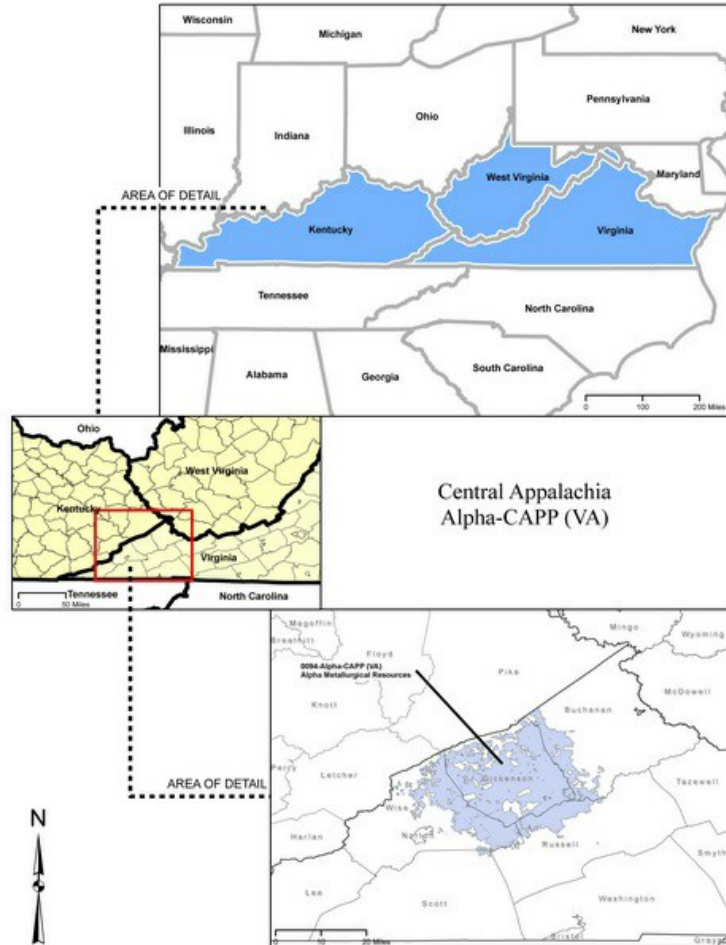 Wisconsin
Michigan
New York
Pennsylvania
Ohio
Illinois
Indiana
Maryland
West Virginia
AREA OF DETAIL
Kentucky
Virginia
Tennessee
North Carolina
Mississippi
Alabama
Georgia
South Carolina
0 100 200 Miles
Ohio
West Virginia
Kentucky
Virginia
Tennessee
North Carolina
0 50 Miles
Central Appalachia
Alpha-CAPP (VA)
Magoffin
Breathitt
Floyd
Mingo
Wyoming
0094-Alpha-CAPP (VA)
Alpha Metallurgical Resources
Pike
McDowell
Knott
Buchanan
Perry
Letcher
Dickenson
Tazewell
AREA OF DETAIL
Wise
Norton
Russell
Harlan
Smyth
Lee
Scott
Washington
Bristol
0 10 20 Miles
N